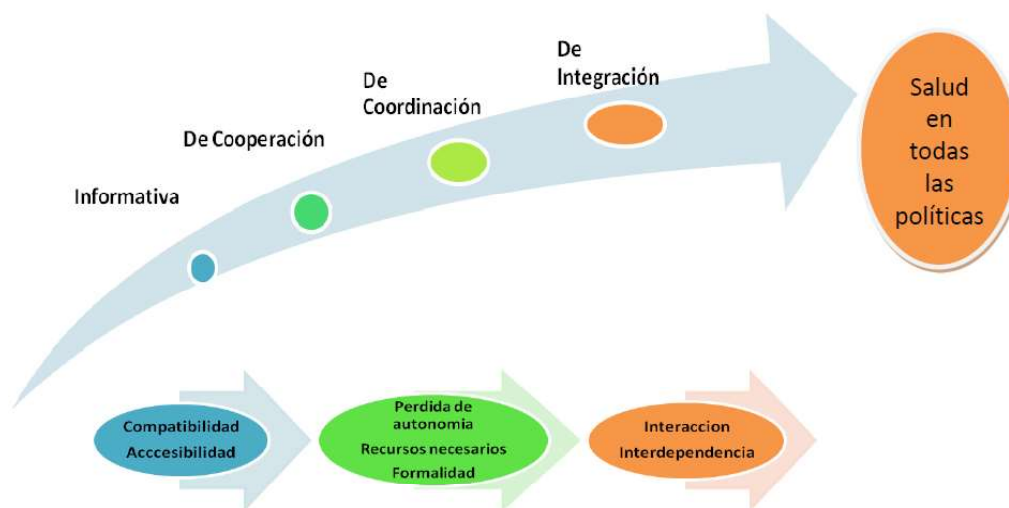 Informativa
De Cooperación
De
Coordinación
De
Integración
Salud
en
todas
las
políticas
Compatibilidad
Acccesibilidad
Perdida de
autonomia
Recursos necesarios
Formalidad
Interaccion
Interdependencia